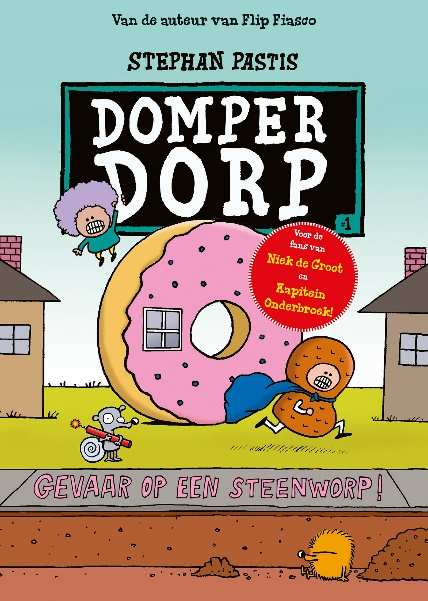 Van de auteur van Flip Fiasco
STEPHAN PASTIS
DOMPER
DORP
#1
Voor de
fans van
Niek de Groot
en
Kapitein
Onderbroek!
GEVAAR OP EEN STEENWORP!